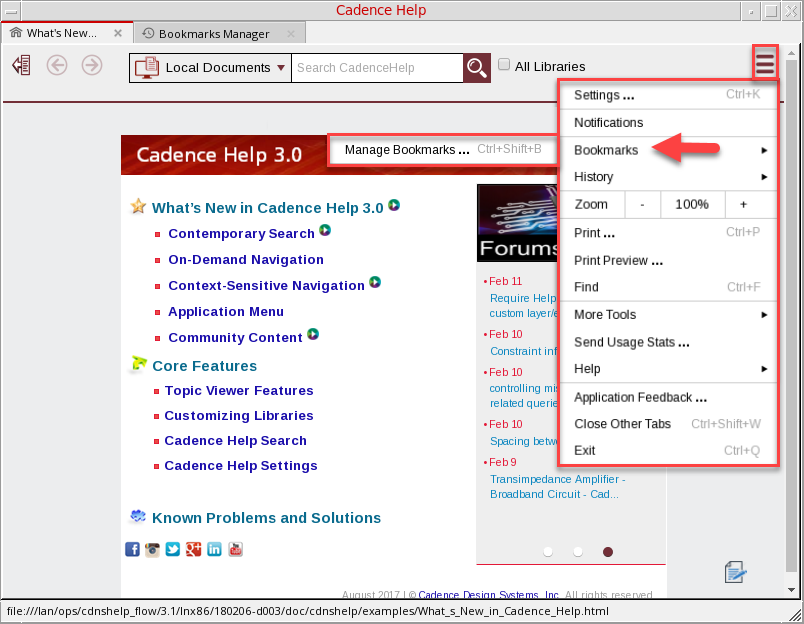 Cadence Help
What's New...
Bookmarks Manager
Local Documents
Search CadenceHelp
All Libraries
Settings ... Ctrl+K
Notifications
Bookmarks
History
Zoom - 100% +
Print ... Ctrl+P
Print Preview ...
Find Ctrl+F
More Tools
Send Usage Stats ...
Help
Application Feedback ...
Close Other Tabs Ctrl+Shift+W
Exit Ctrl+Q
Manage Bookmarks ... Ctrl+Shift+B
Cadence Help 3.0
What's New in Cadence Help 3.0
Contemporary Search
On-Demand Navigation
Context-Sensitive Navigation
Application Menu
Community Content
Core Features
Topic Viewer Features
Customizing Libraries
Cadence Help Search
Cadence Help Settings
Known Problems and Solutions
Forums
Feb 11
Require Help
custom layer/e
Feb 10
Constraint inf
Feb 10
controlling mis
related querie
Feb 10
Spacing betw
Feb 9
Transimpedance Amplifier -
Broadband Circuit - Cad...
August 2017 | © Cadence Design Systems, Inc. All rights reserved
file:///lan/ops/cdnshelp_flow/3.1/lnx86/180206-d003/doc/cdnshelp/examples/What_s_New_in_Cadence_Help.html